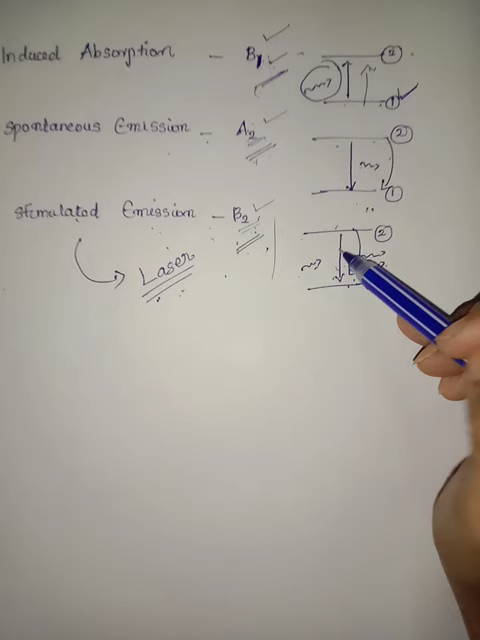 Induced Absorption - B1 2
1
Spontaneous Emission - A2 2
1
Stimulated Emission - B2 2
Laser